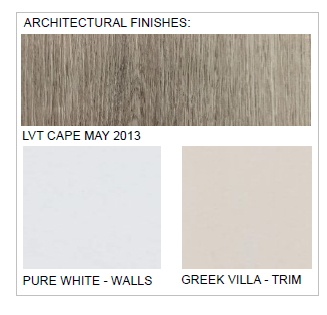 ARCHITECTURAL FINISHES:
LVT CAPE MAY 2013
PURE WHITE - WALLS
GREEK VILLA - TRIM